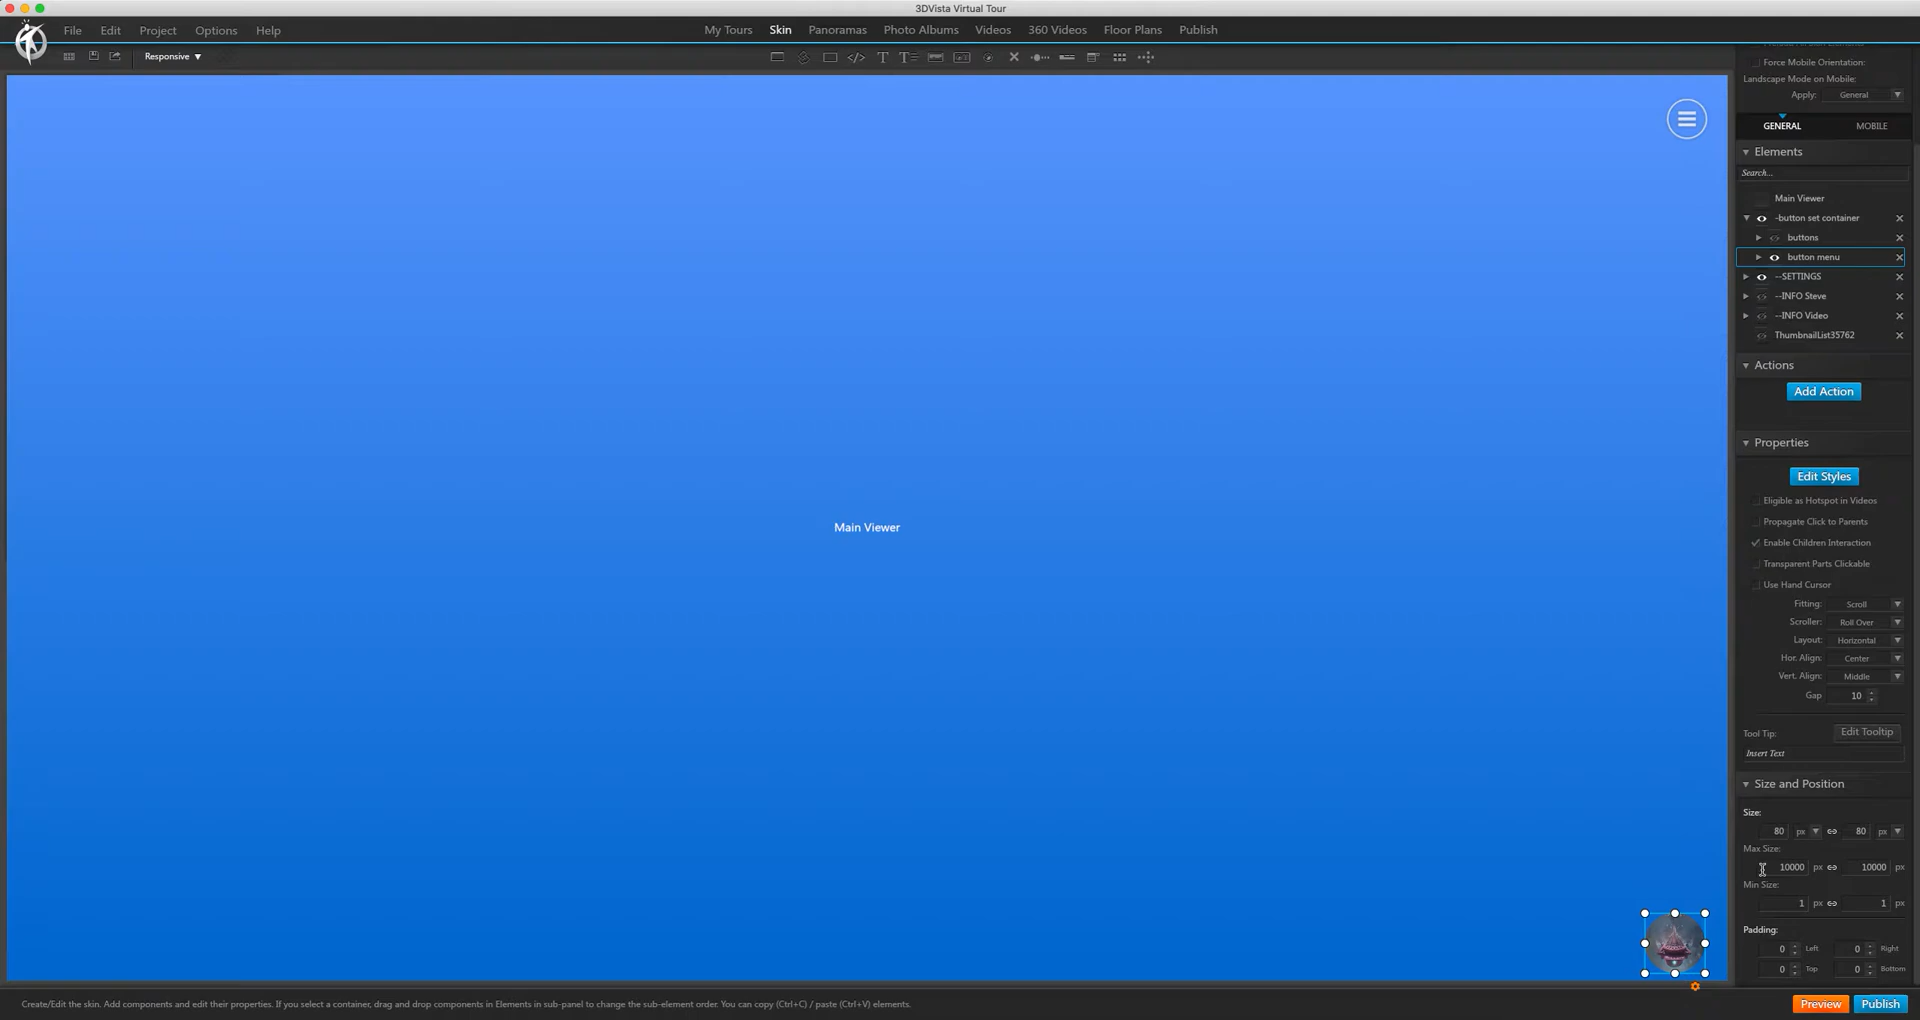 3DVista Virtual Tour
File Edit Project Options Help
My Tours Skin Panoramas Photo Albums Videos 360 Videos Floor Plans Publish
Responsive
Force Mobile Orientation:
Landscape Mode on Mobile:
Apply: General
GENERAL MOBILE
Elements
Search...
Main Viewer
-button set container
buttons
button menu
--SETTINGS
--INFO Steve
--INFO Video
ThumbnailList35762
Actions
Add Action
Properties
Edit Styles
Eligible as Hotspot in Videos
Propagate Click to Parents
Enable Children Interaction
Transparent Parts Clickable
Use Hand Cursor
Fitting: Scroll
Scroller: Roll Over
Layout: Horizontal
Hor. Align: Center
Vert. Align: Middle
Gap 10
Tool Tip: Edit Tooltip
Insert Text
Size and Position
Size:
80 px 80 px
Max Size:
10000 px 10000 px
Min Size:
1 px 1 px
Padding:
0 Left 0 Right
0 Top 0 Bottom
Main Viewer
Create/Edit the skin. Add components and edit their properties. If you select a container, drag and drop components in Elements in sub-panel to change the sub-element order. You can copy (Ctrl+C) / paste (Ctrl+V) elements.
Preview Publish